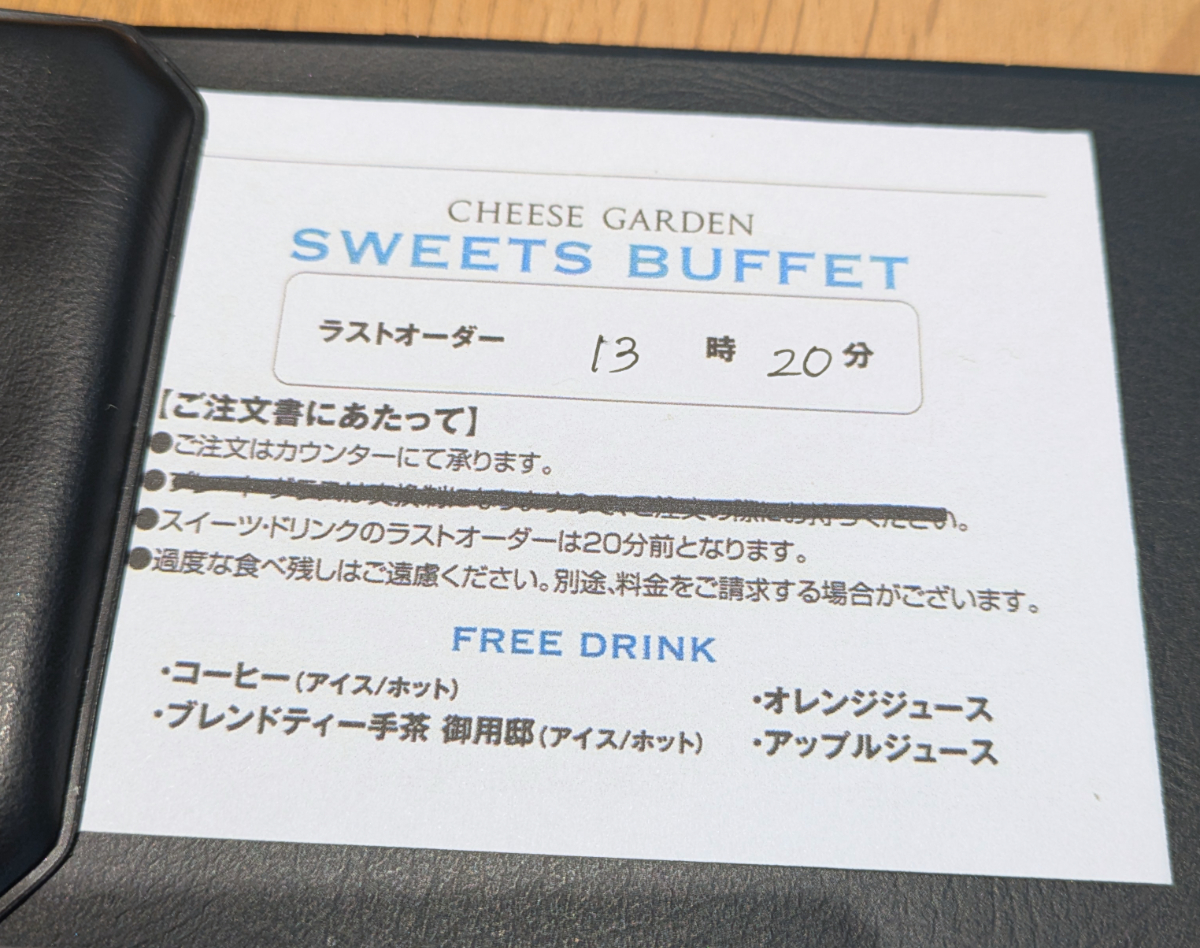 CHEESE GARDEN
SWEETS BUFFET
ラストオーダー 13 時 20 分
【ご注文書にあたって】
●ご注文はカウンターにて承ります。
●スイーツ・ドリンクのラストオーダーは20分前となります。
●過度な食べ残しはご遠慮ください。別途、料金をご請求する場合がございます。
FREE DRINK
・コーヒー(アイス/ホット)
・ブレンドティー手茶 御用邸(アイス/ホット)
・オレンジジュース
・アップルジュース